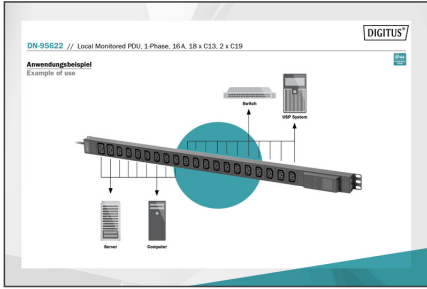 DIGITUS®
DN-95622 // Local Monitored PDU, 1-Phase, 16 A, 18 x C13, 2 x C19
Anwendungsbeispiel
Example of use
Switch
USP System
Server
Computer